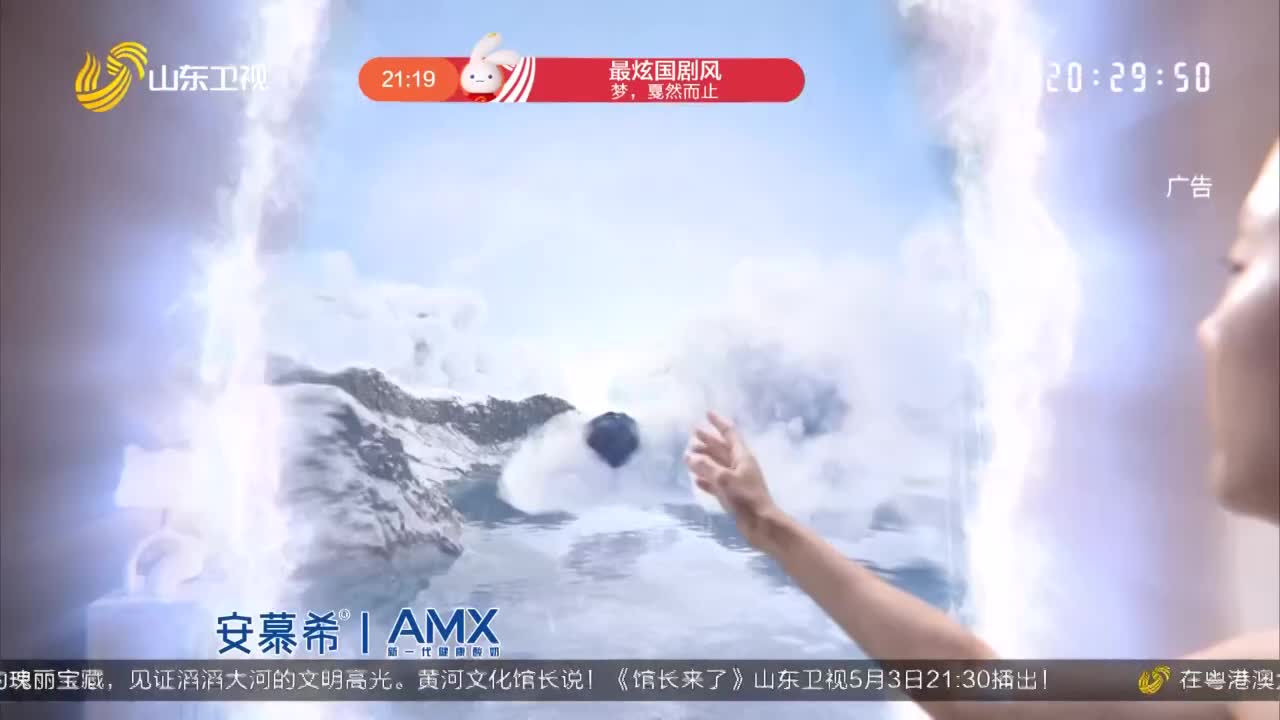 山东卫视
21:19
最炫国剧风
梦，戛然而止
20:29:50
广告
安慕希® | AMX
新一代健康酸奶
瑰丽宝藏，见证滔滔大河的文明高光。黄河文化馆长说！《馆长来了》山东卫视5月3日21:30播出！ 在粤港澳